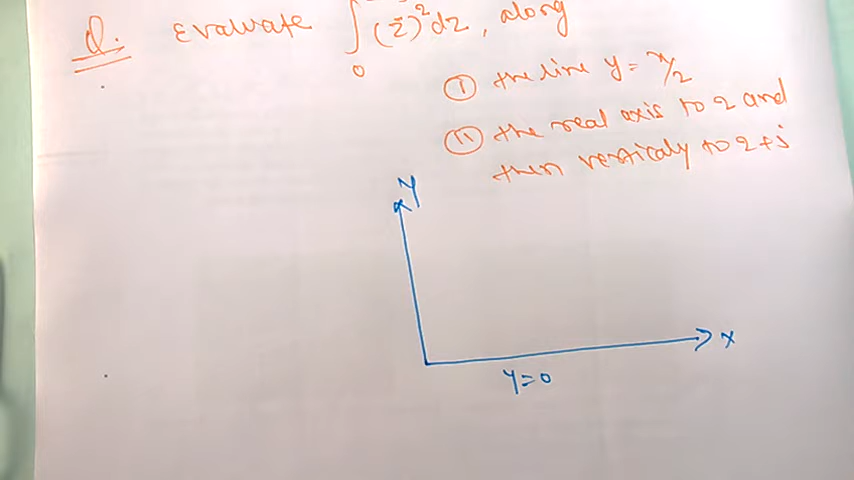 Q. Evaluate ∫₀ (z̄)² dz, along
(I) the line y = x/2
(II) the real axis to 2 and
then verticaly to 2+i
Y
X
Y=0